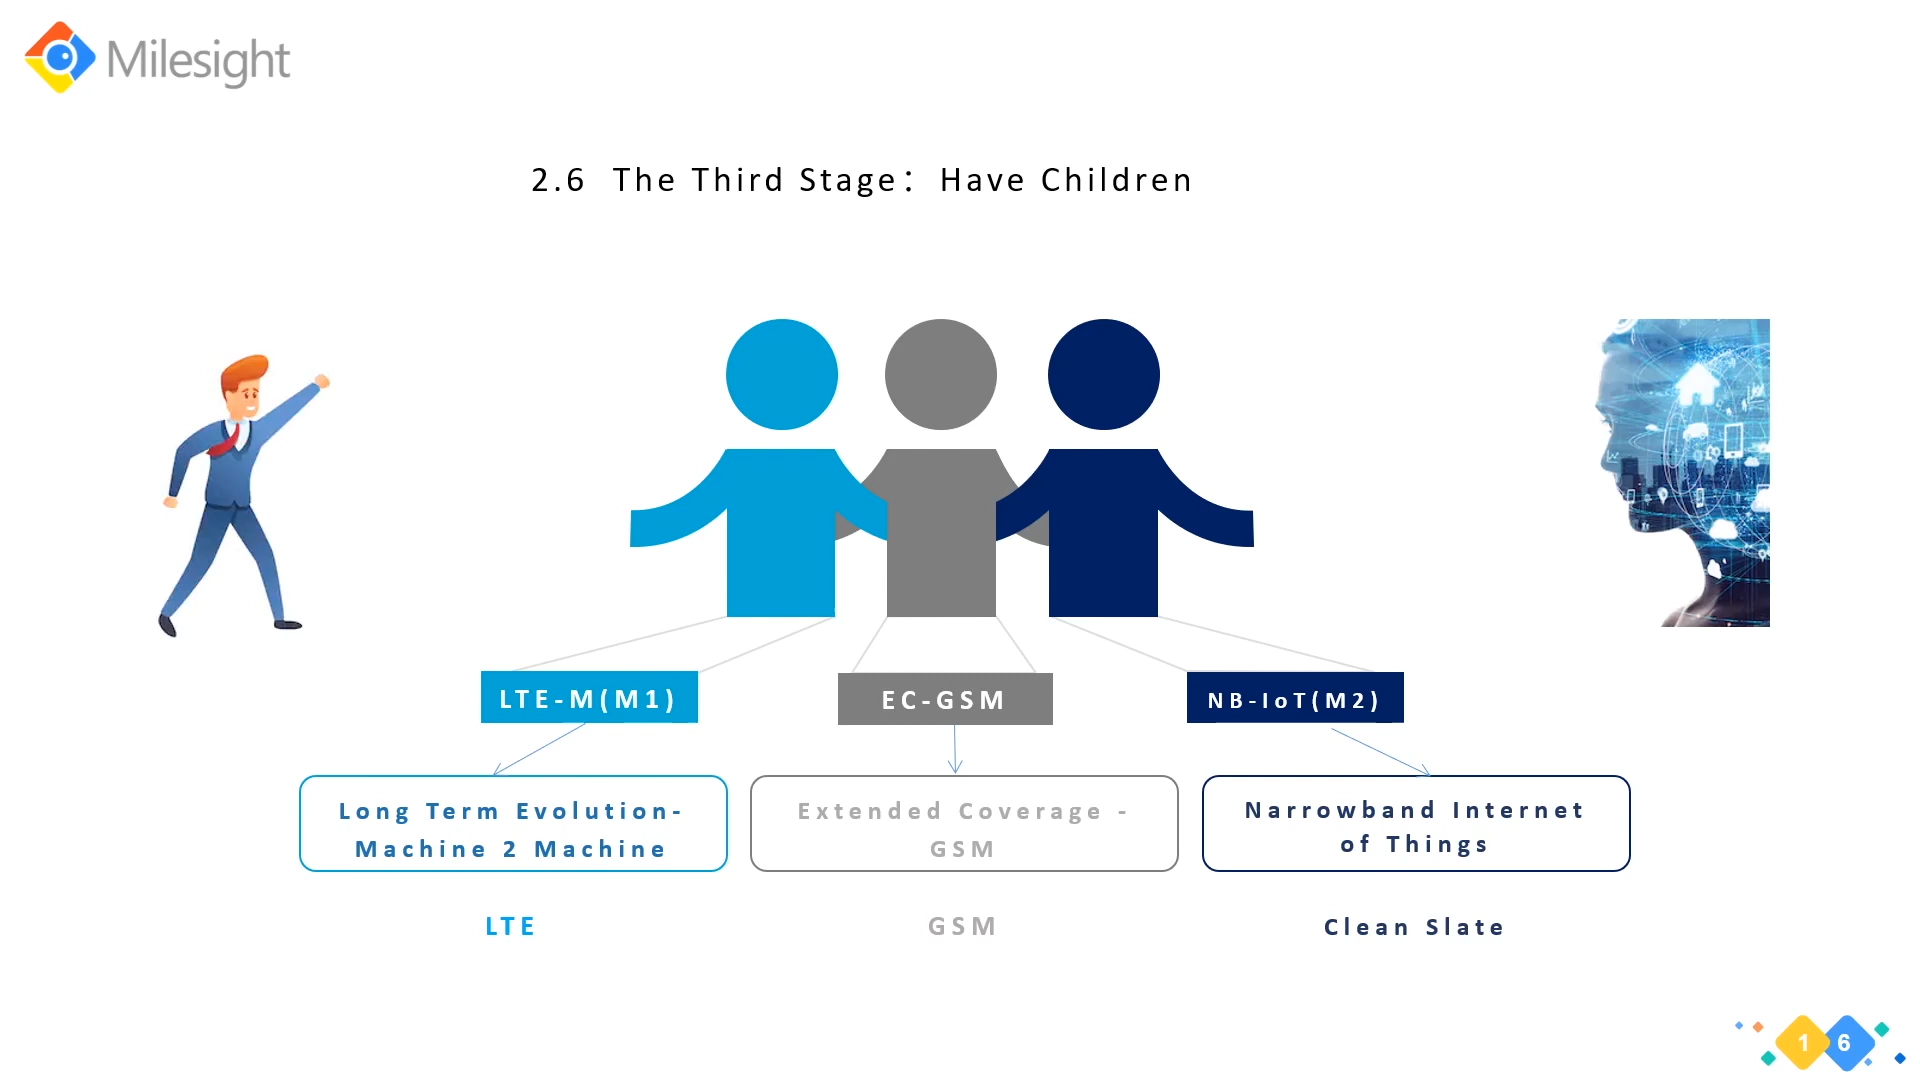 Milesight
2.6 The Third Stage：Have Children
LTE-M(M1)
EC-GSM
NB-IoT(M2)
Long Term Evolution-
Machine 2 Machine
Extended Coverage -
GSM
Narrowband Internet
of Things
LTE
GSM
Clean Slate
1 6